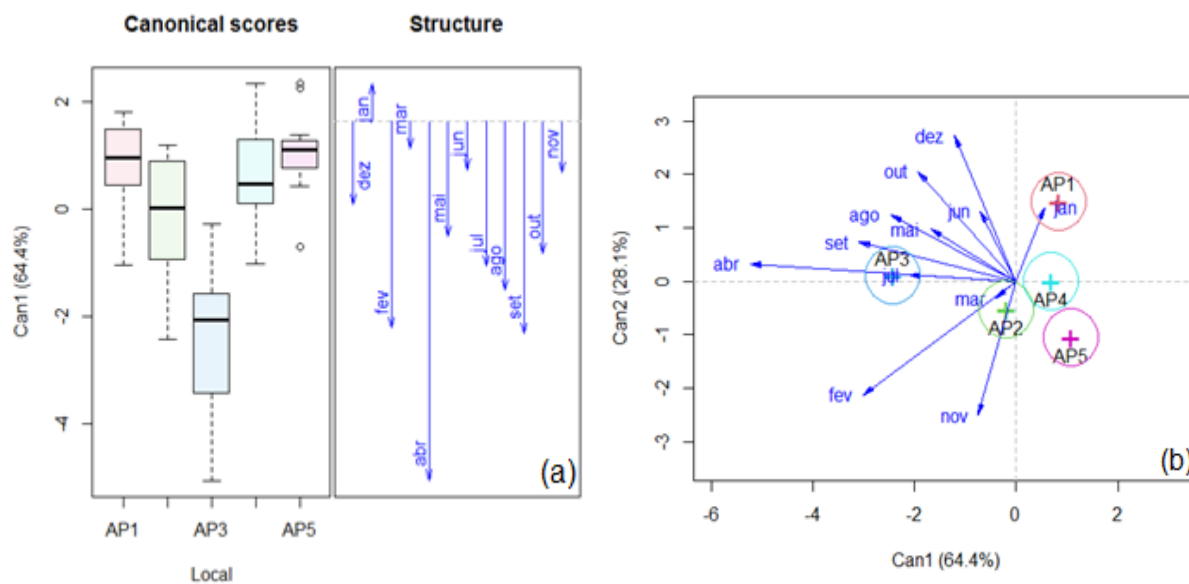 Canonical scores
Structure
Can1 (64.4%)
2
0
-2
-4
AP1
AP3
AP5
Local
dez
jan
fev
mar
abr
mai
jun
jul
ago
set
out
nov
(a)
Can2 (28.1%)
3
2
1
0
-1
-2
-3
dez
out
ago
jun
mai
set
abr
AP3
jul
mar
AP1
jan
AP4
AP2
AP5
fev
nov
(b)
-6
-4
-2
0
2
Can1 (64.4%)